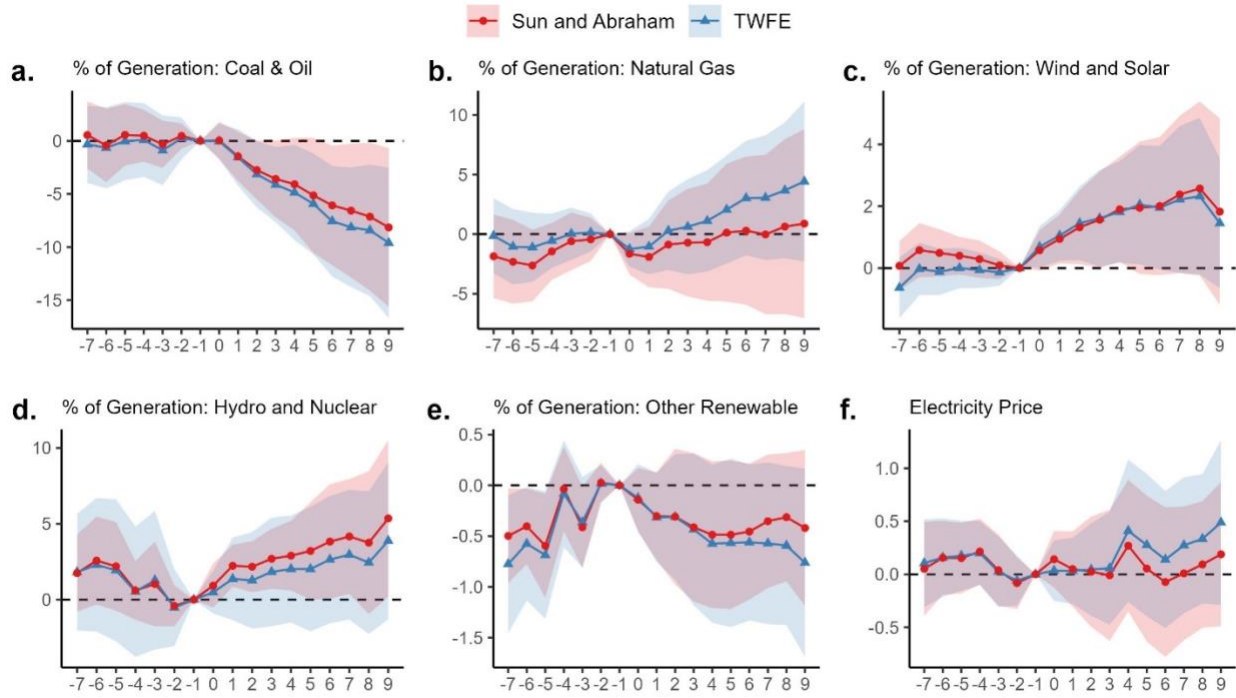 Sun and Abraham TWFE
a. % of Generation: Coal & Oil
b. % of Generation: Natural Gas
c. % of Generation: Wind and Solar
0
-5
-10
-15
-7 -6 -5 -4 -3 -2 -1 0 1 2 3 4 5 6 7 8 9
10
5
0
-5
-7 -6 -5 -4 -3 -2 -1 0 1 2 3 4 5 6 7 8 9
4
2
0
-7 -6 -5 -4 -3 -2 -1 0 1 2 3 4 5 6 7 8 9
d. % of Generation: Hydro and Nuclear
e. % of Generation: Other Renewable
f. Electricity Price
10
5
0
-7 -6 -5 -4 -3 -2 -1 0 1 2 3 4 5 6 7 8 9
0.5
0.0
-0.5
-1.0
-1.5
-7 -6 -5 -4 -3 -2 -1 0 1 2 3 4 5 6 7 8 9
1.0
0.5
0.0
-0.5
-7 -6 -5 -4 -3 -2 -1 0 1 2 3 4 5 6 7 8 9